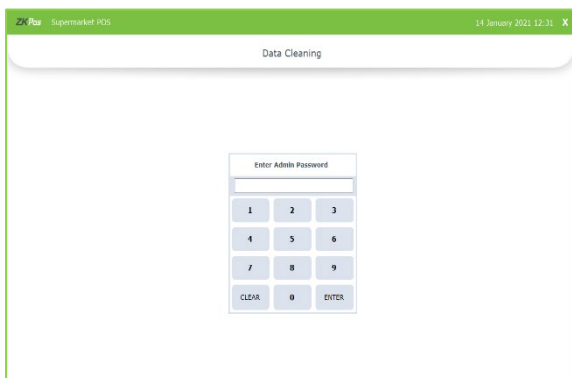 ZKPos Supermarket POS 14 January 2021 12:31 X
Data Cleaning
Enter Admin Password
1 2 3
4 5 6
7 8 9
CLEAR 0 ENTER